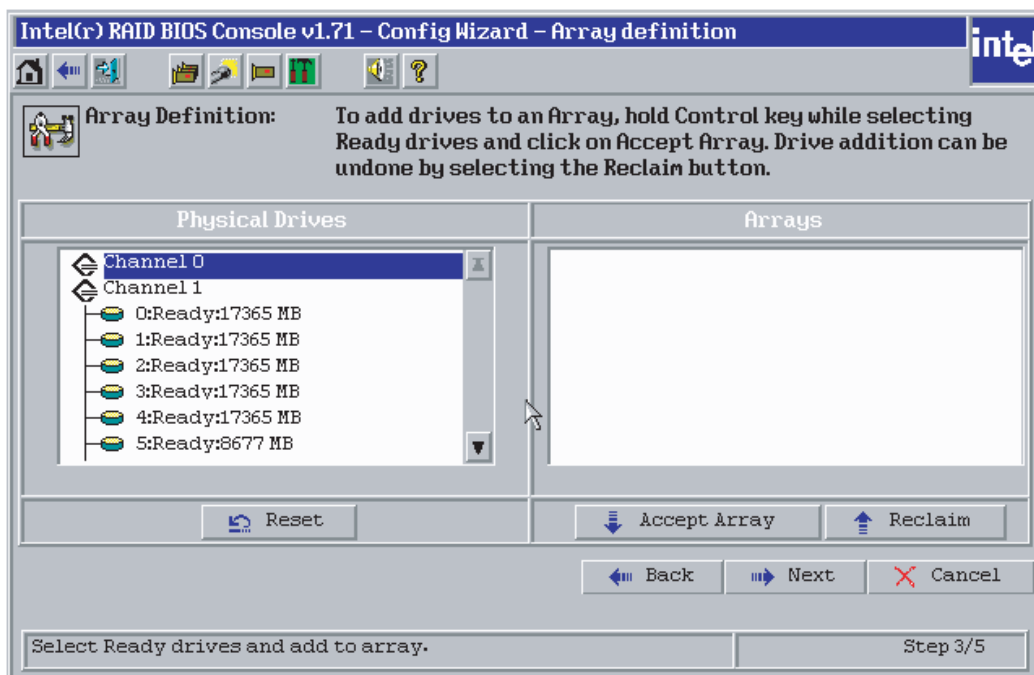 Intel(r) RAID BIOS Console v1.71 – Config Wizard – Array definition
intel
Array Definition:
To add drives to an Array, hold Control key while selecting
Ready drives and click on Accept Array. Drive addition can be
undone by selecting the Reclaim button.
Physical Drives
Arrays
Channel 0
Channel 1
0:Ready:17365 MB
1:Ready:17365 MB
2:Ready:17365 MB
3:Ready:17365 MB
4:Ready:17365 MB
5:Ready:8677 MB
Reset
Accept Array
Reclaim
Back
Next
Cancel
Select Ready drives and add to array.
Step 3/5